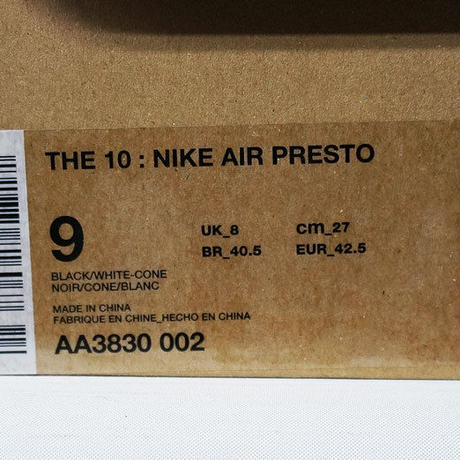 THE 10 : NIKE AIR PRESTO
9
UK_8 cm_27
BR_40.5 EUR_42.5
BLACK/WHITE-CONE
NOIR/CONE/BLANC
MADE IN CHINA
FABRIQUE EN CHINE_HECHO EN CHINA
AA3830 002